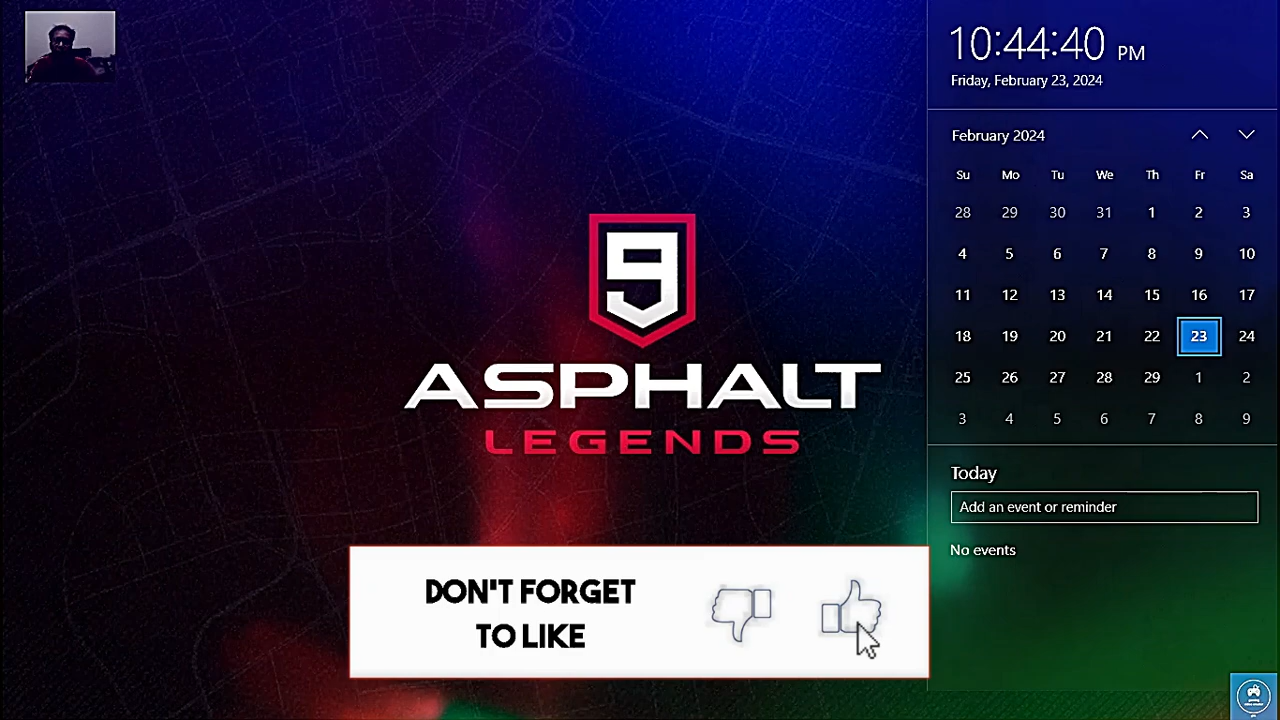 10:44:40 PM
Friday, February 23, 2024
February 2024
Su Mo Tu We Th Fr Sa
28 29 30 31 1 2 3
4 5 6 7 8 9 10
11 12 13 14 15 16 17
18 19 20 21 22 23 24
25 26 27 28 29 1 2
3 4 5 6 7 8 9
9
ASPHALT
LEGENDS
Today
Add an event or reminder
No events
DON'T FORGET
TO LIKE